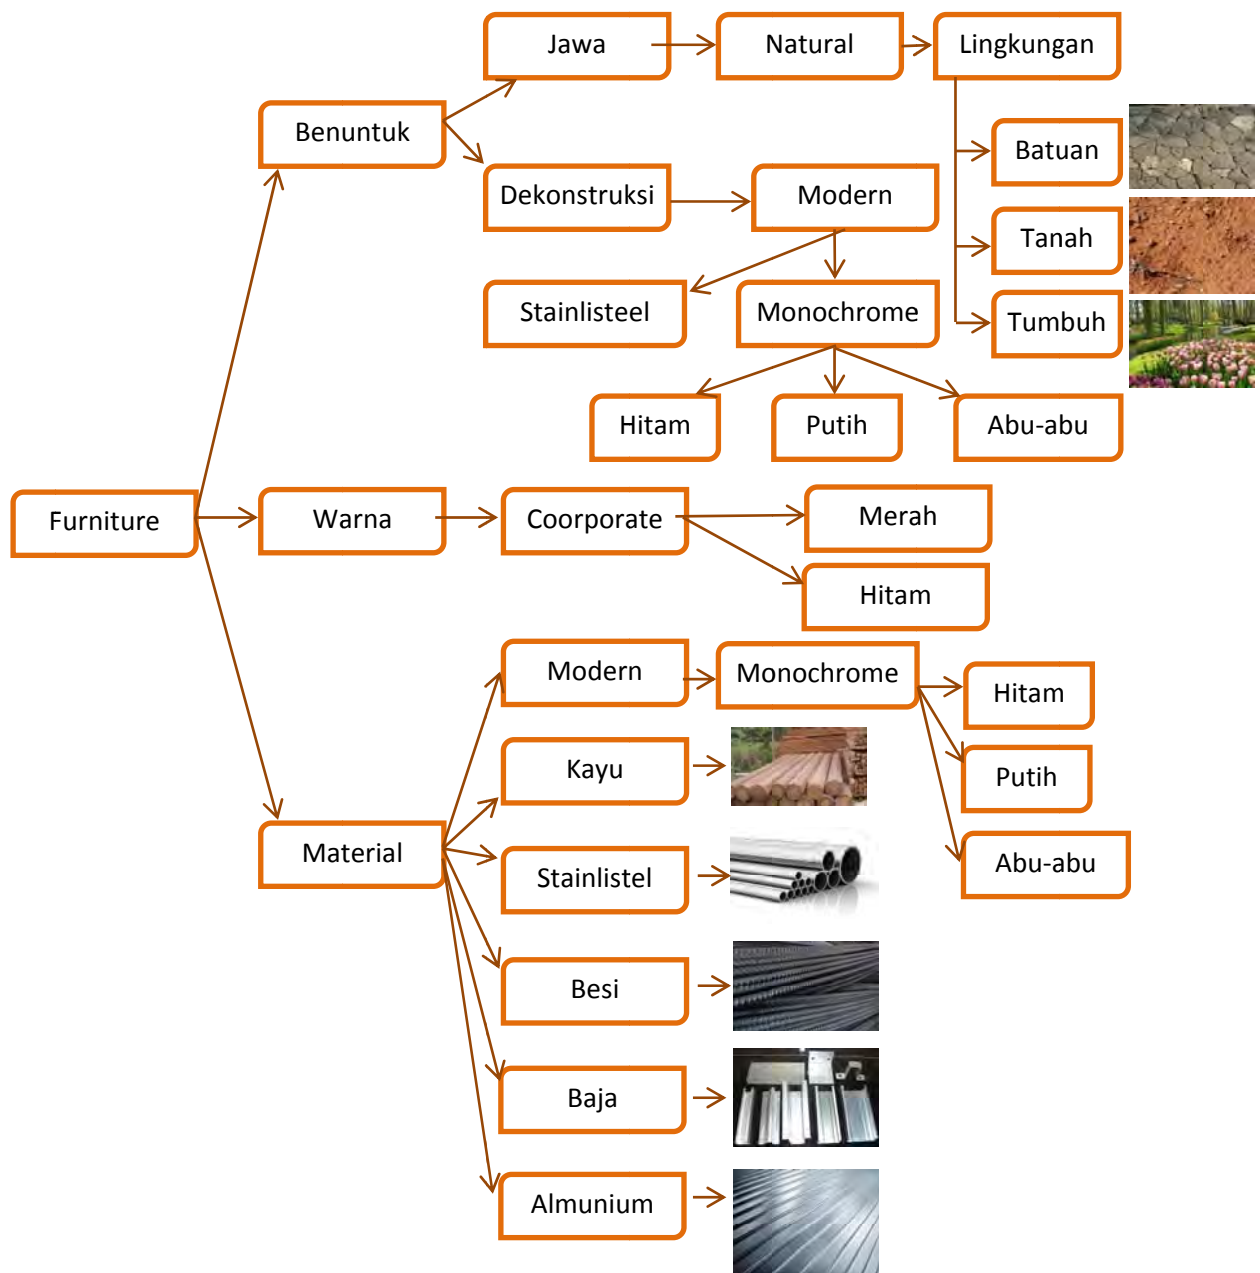 Jawa
Natural
Lingkungan
Benuntuk
Batuan
Dekonstruksi
Modern
Tanah
Stainlisteel
Monochrome
Tumbuh
Hitam
Putih
Abu-abu
Furniture
Warna
Coorporate
Merah
Hitam
Modern
Monochrome
Hitam
Kayu
Putih
Material
Stainlistel
Abu-abu
Besi
Baja
Almunium